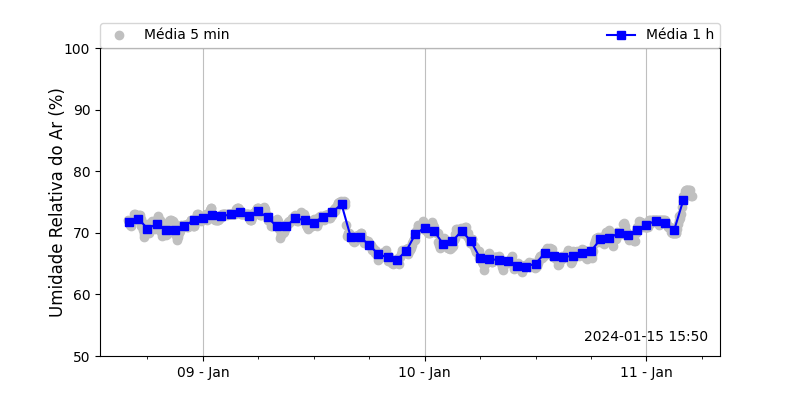 Média 5 min
Média 1 h
Umidade Relativa do Ar (%)
100
90
80
70
60
50
2024-01-15 15:50
09 - Jan
10 - Jan
11 - Jan